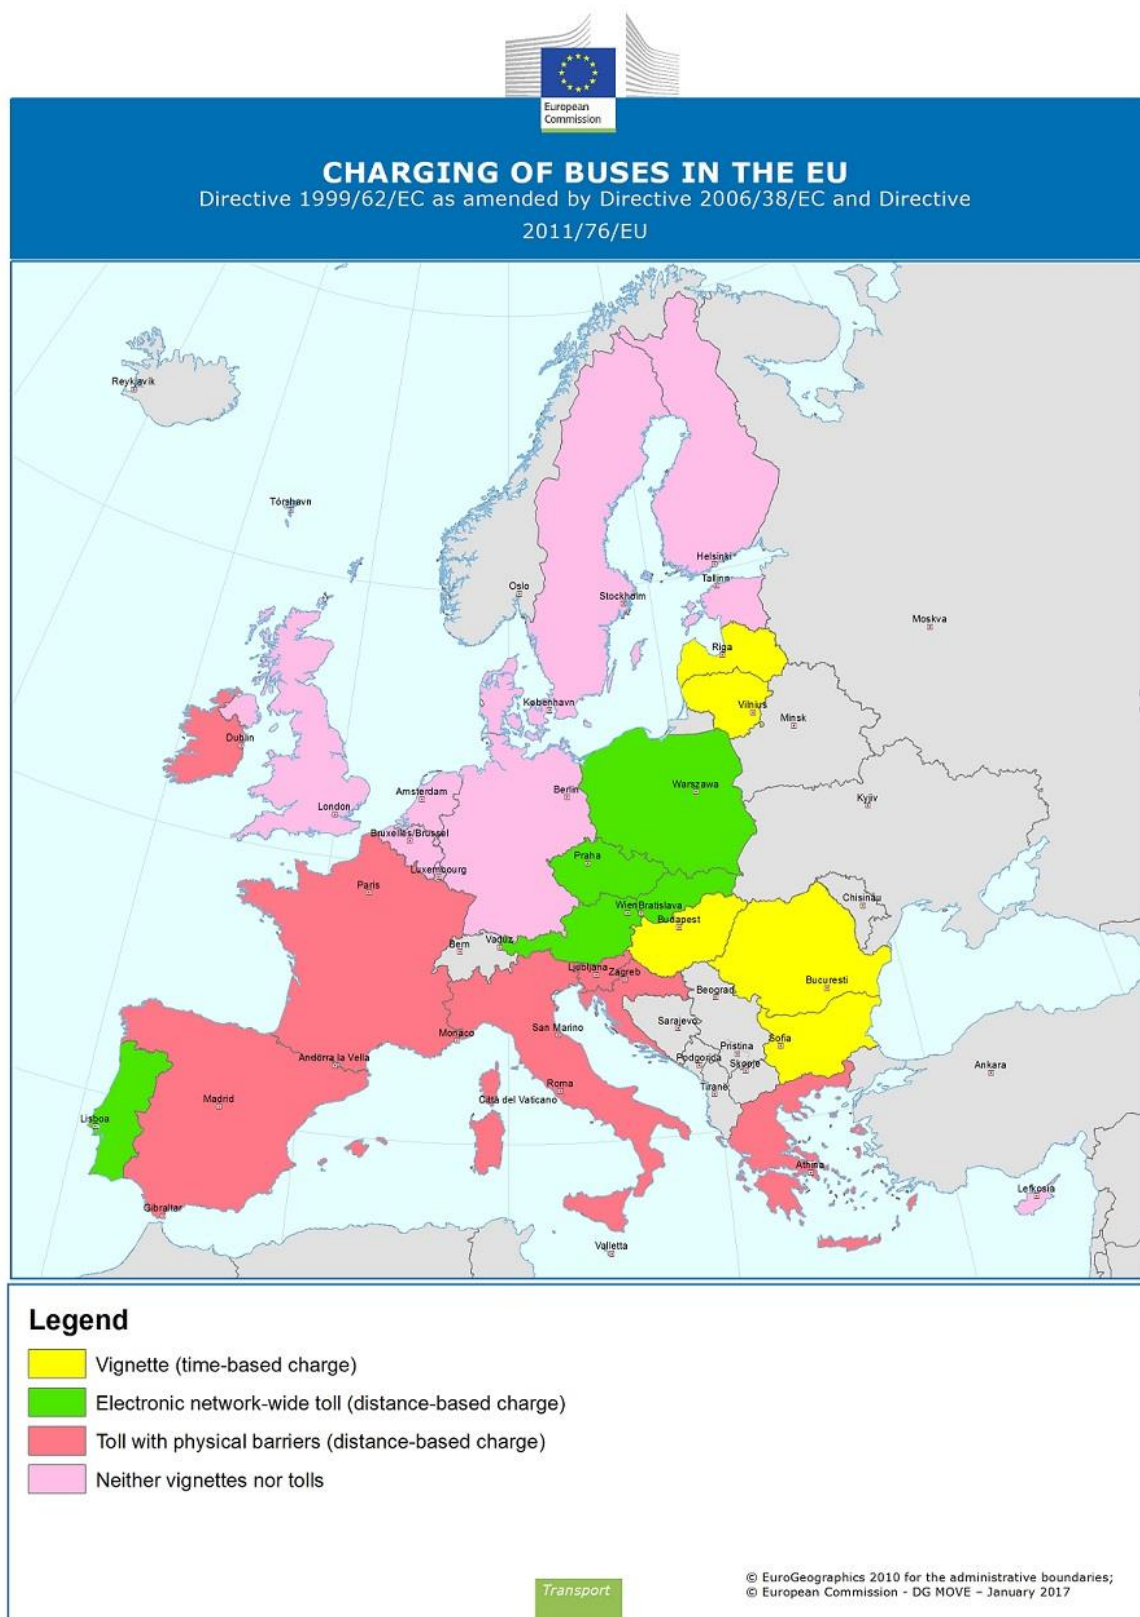 European
Commission
CHARGING OF BUSES IN THE EU
Directive 1999/62/EC as amended by Directive 2006/38/EC and Directive
2011/76/EU
Reykjavík
Tórshavn
Helsinki
Tallinn
Oslo
Stockholm
Moskva
Riga
København
Vilnius
Minsk
Dublin
Amsterdam
Berlin
Warszawa
London
Kyjiv
Bruxelles/Brussel
Praha
Luxembourg
Paris
Chisinau
Wien
Bratislava
Budapest
Bern
Vaduz
Ljubljana
Zagreb
Bucuresti
Beograd
Sarajevo
San Marino
Monaco
Sofia
Pristina
Andorra la Vella
Podgorica
Skopje
Ankara
Roma
Tirane
Madrid
Città del Vaticano
Lisboa
Athina
Lefkosia
Gibraltar
Valletta
Legend
Vignette (time-based charge)
Electronic network-wide toll (distance-based charge)
Toll with physical barriers (distance-based charge)
Neither vignettes nor tolls
Transport
© EuroGeographics 2010 for the administrative boundaries;
© European Commission - DG MOVE – January 2017